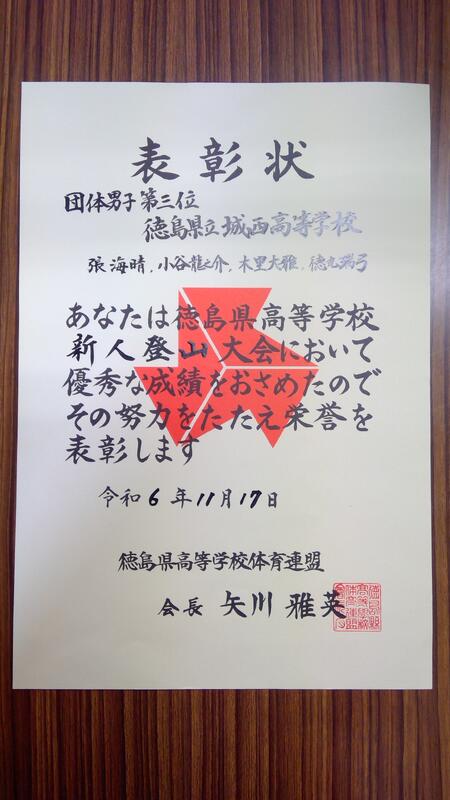 表彰状
団体男子 第三位
徳島県立城西高等学校
張 海晴, 小谷龍之介, 木里大雅, 徳丸瑞弓
あなたは徳島県高等学校
新人登山大会において
優秀な成績をおさめたので
その努力をたたえ栄誉を
表彰します
令和6年11月17日
徳島県高等学校体育連盟
会長 矢川 雅英